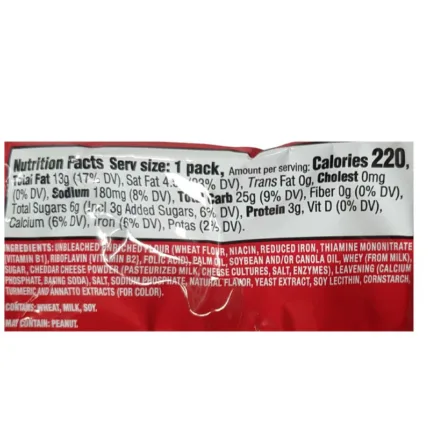 Nutrition Facts Serv size: 1 pack, Amount per serving: Calories 220,
Total Fat 13g (17% DV), Sat Fat DV), Trans Fat 0g, Cholest 0mg
(0% DV), Sodium 180mg (8% DV), Total Carb 25g (9% DV), Fiber 0g (0% DV),
Total Sugars 6g (Incl 3g Added Sugars, 6% DV), Protein 3g, Vit D (0% DV),
Calcium (6% DV), Iron (6% DV), Potas (2% DV).
INGREDIENTS: UNBLEACHED ENRICHED FLOUR (WHEAT FLOUR, NIACIN, REDUCED IRON, THIAMINE MONONITRATE
(VITAMIN B1), RIBOFLAVIN (VITAMIN B2), FOLIC ACID), PALM OIL, SOYBEAN AND/OR CANOLA OIL, WHEY (FROM MILK),
SUGAR, CHEDDAR CHEESE POWDER (PASTEURIZED MILK, CHEESE CULTURES, SALT, ENZYMES), LEAVENING (CALCIUM
PHOSPHATE, BAKING SODA), SALT, SODIUM PHOSPHATE, NATURAL FLAVOR, YEAST EXTRACT, SOY LECITHIN, CORNSTARCH,
TURMERIC AND ANNATTO EXTRACTS (FOR COLOR).
CONTAINS: WHEAT, MILK, SOY.
MAY CONTAIN: PEANUT.